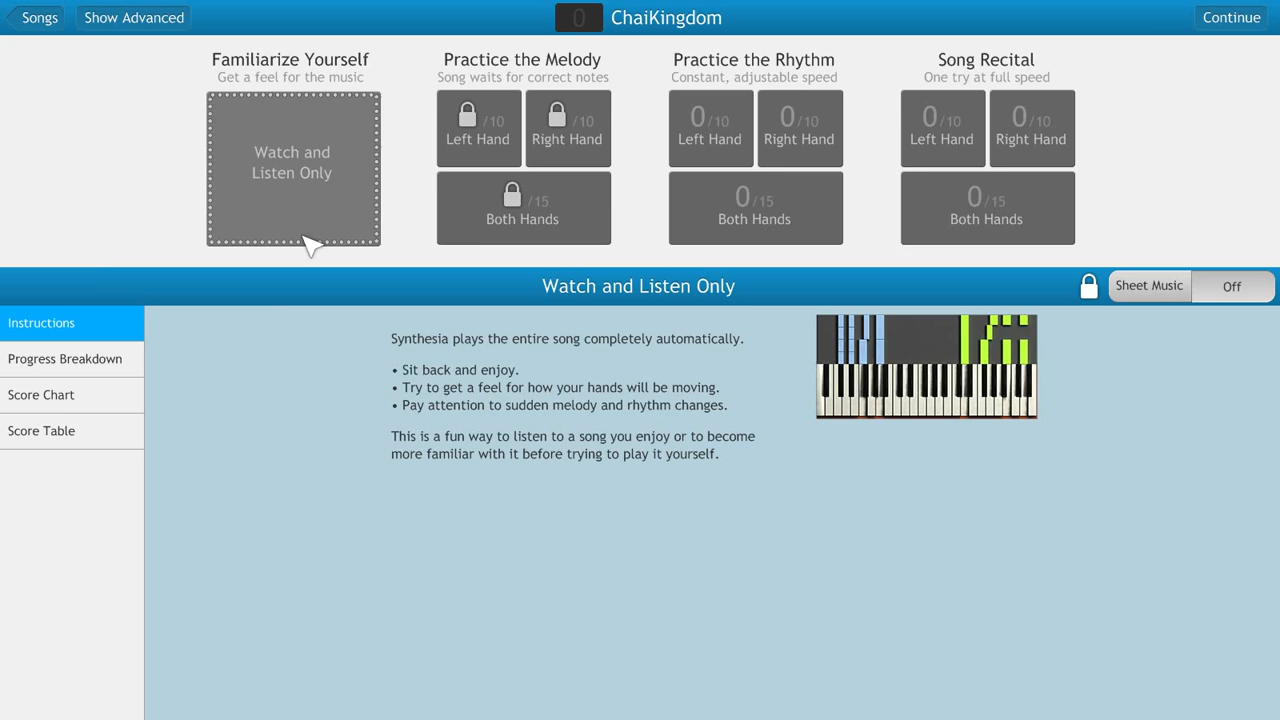 Songs
Show Advanced
0
ChaiKingdom
Continue
Familiarize Yourself
Get a feel for the music
Watch and
Listen Only
Practice the Melody
Song waits for correct notes
/10
Left Hand
/10
Right Hand
/15
Both Hands
Practice the Rhythm
Constant, adjustable speed
0/10
Left Hand
0/10
Right Hand
0/15
Both Hands
Song Recital
One try at full speed
0/10
Left Hand
0/10
Right Hand
0/15
Both Hands
Watch and Listen Only
Sheet Music
Off
Instructions
Progress Breakdown
Score Chart
Score Table
Synthesia plays the entire song completely automatically.
• Sit back and enjoy.
• Try to get a feel for how your hands will be moving.
• Pay attention to sudden melody and rhythm changes.
This is a fun way to listen to a song you enjoy or to become
more familiar with it before trying to play it yourself.